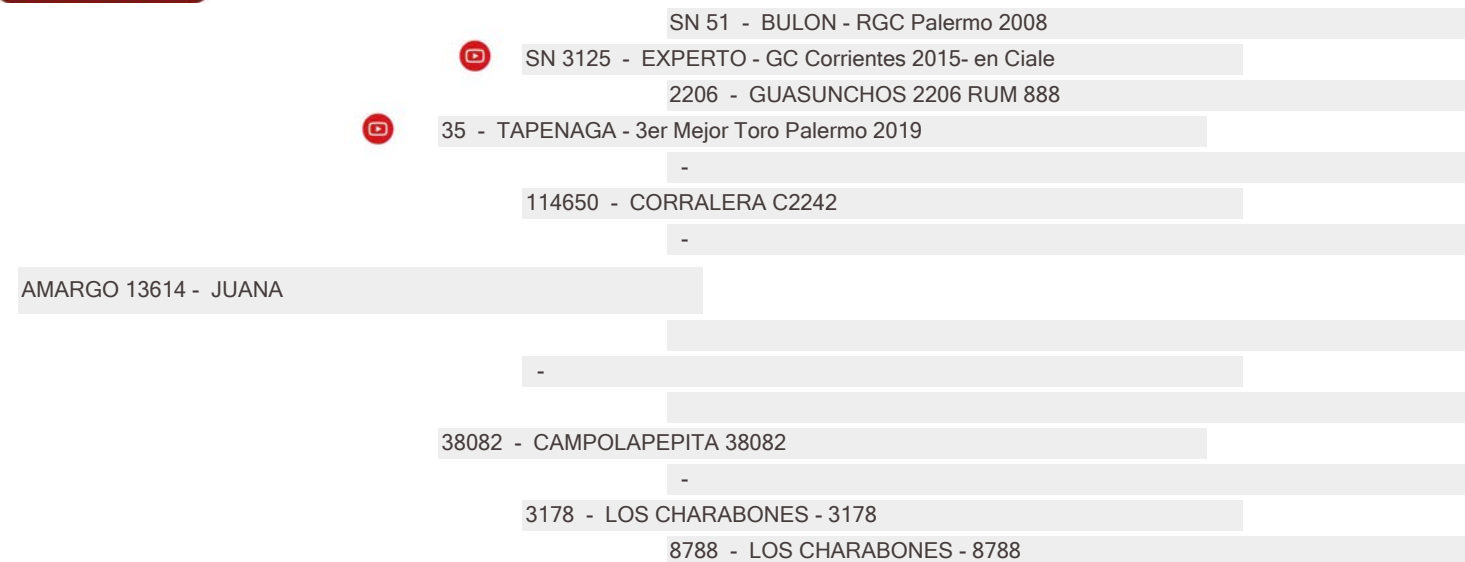 SN 51 - BULON - RGC Palermo 2008
SN 3125 - EXPERTO - GC Corrientes 2015- en Ciale
2206 - GUASUNCHOS 2206 RUM 888
35 - TAPENAGA - 3er Mejor Toro Palermo 2019
-
114650 - CORRALERA C2242
-
AMARGO 13614 - JUANA
-
38082 - CAMPOLAPEPITA 38082
-
3178 - LOS CHARABONES - 3178
8788 - LOS CHARABONES - 8788